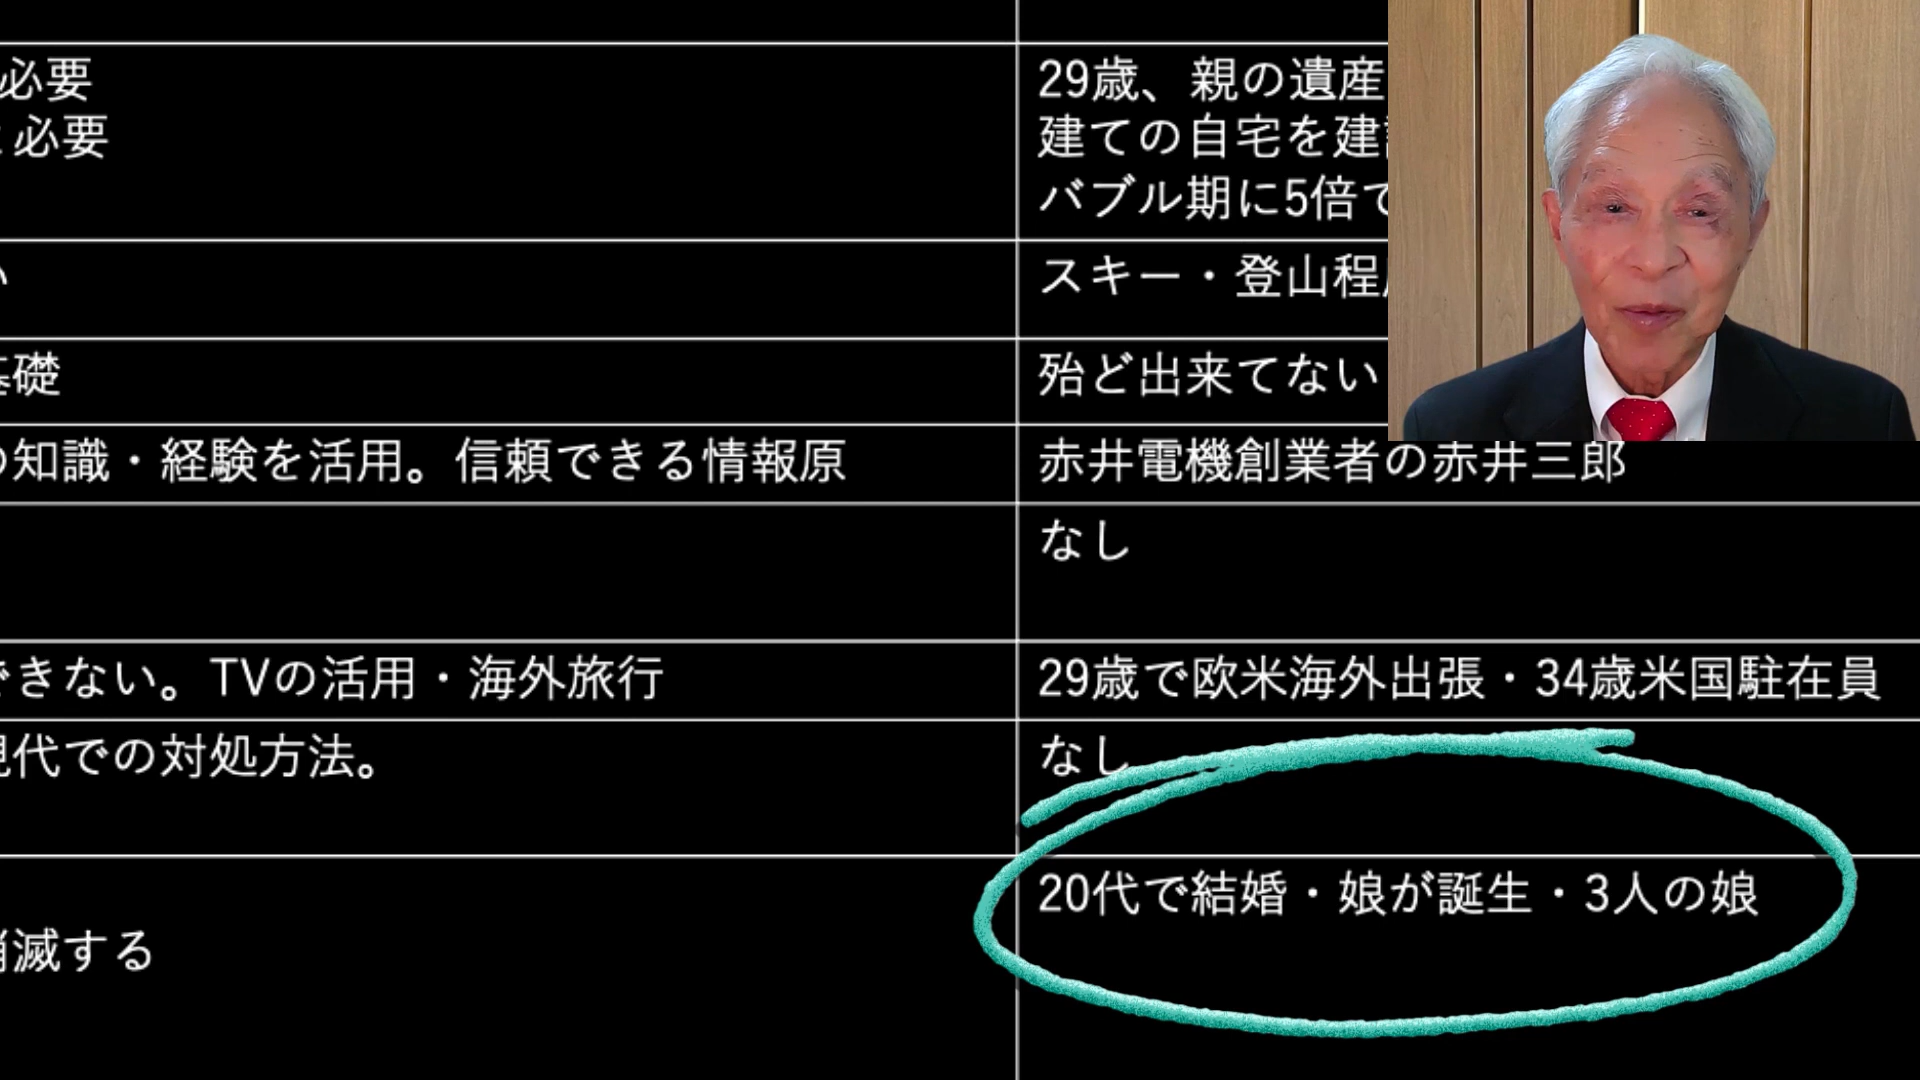 必要
必要
29歳、親の遺産
建ての自宅を建
バブル期に5倍で
スキー・登山程
礎
殆ど出来てない
の知識・経験を活用。信頼できる情報原
赤井電機創業者の赤井三郎
なし
できない。TVの活用・海外旅行
29歳で欧米海外出張・34歳米国駐在員
現代での対処方法。
なし
20代で結婚・娘が誕生・3人の娘
消滅する